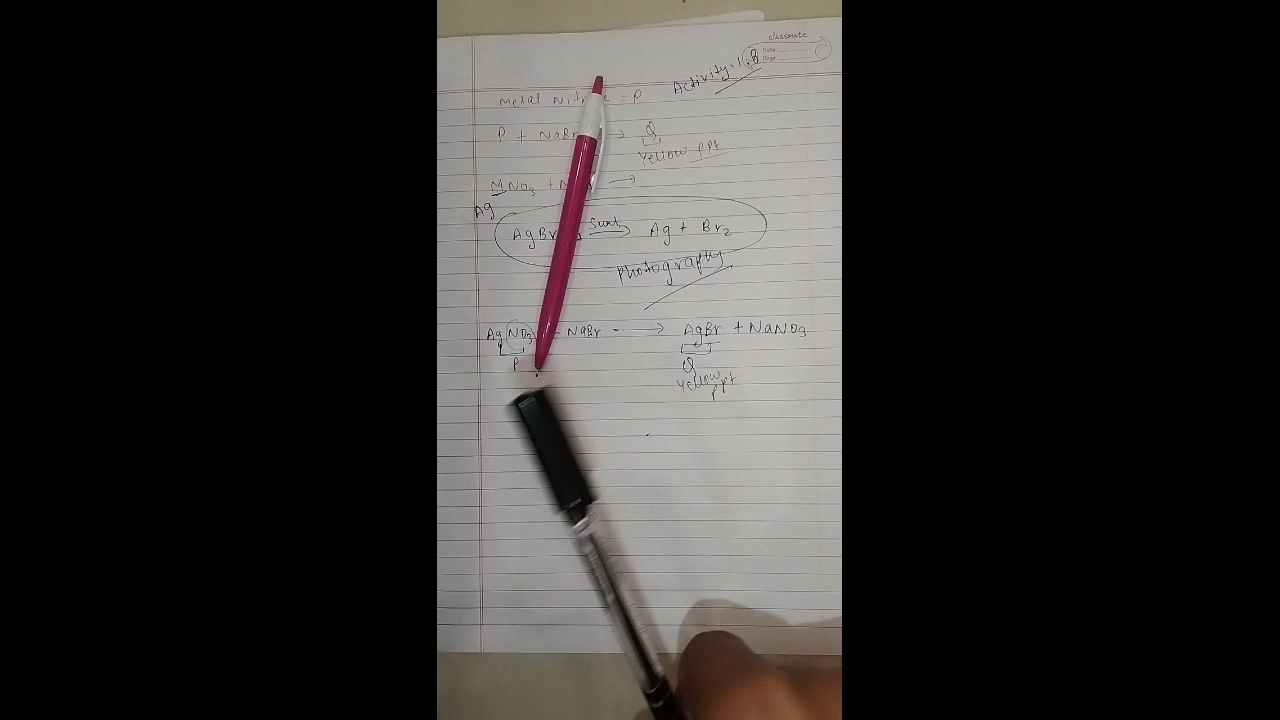 classmate
Date
Page
Activity-1.8
Metal = P
P + NaBr → Q
Yellow ppt
MNO3 + →
Ag
AgBr Sunl → Ag + Br2
Photography
AgNO3 NaBr → AgBr + NaNO3
P Q
Yellow
ppt